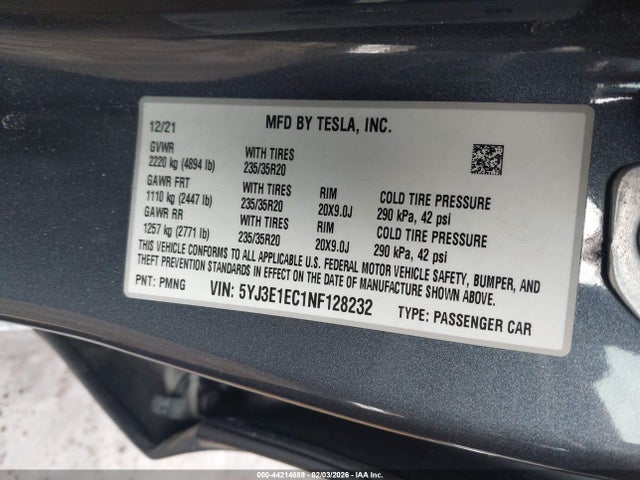 12/21 MFD BY TESLA, INC.
GVWR WITH TIRES
2220 kg (4894 lb) 235/35R20
GAWR FRT WITH TIRES RIM COLD TIRE PRESSURE
1110 kg (2447 lb) 235/35R20 20X9.0J 290 kPa, 42 psi
GAWR RR WITH TIRES RIM COLD TIRE PRESSURE
1257 kg (2771 lb) 235/35R20 20X9.0J 290 kPa, 42 psi
THIS VEHICLE CONFORMS TO ALL APPLICABLE U.S. FEDERAL MOTOR VEHICLE SAFETY, BUMPER, AND
THEFT PREVENTION STANDARDS IN EFFECT ON THE DATE OF MANUFACTURE SHOWN ABOVE.
PNT: PMNG VIN: 5YJ3E1EC1NF128232 TYPE: PASSENGER CAR
000-44214689 - 02/03/2026 - IAA Inc.